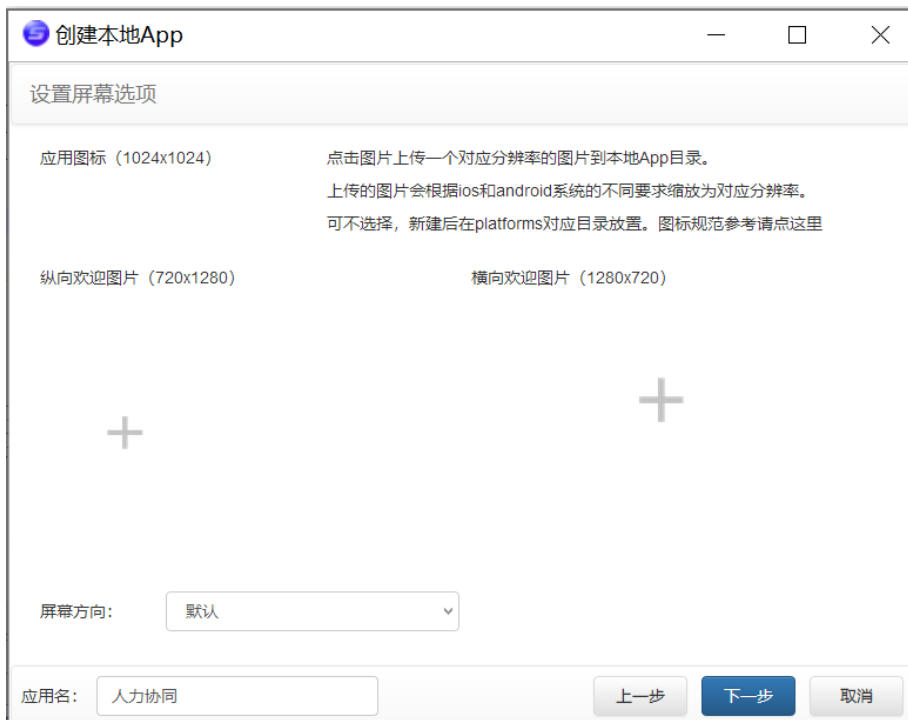 创建本地App
设置屏幕选项
应用图标（1024x1024）
点击图片上传一个对应分辨率的图片到本地App目录。
上传的图片会根据ios和android系统的不同要求缩放为对应分辨率。
可不选择，新建后在platforms对应目录放置。图标规范参考请点这里
纵向欢迎图片（720x1280）
横向欢迎图片（1280x720）
屏幕方向：
默认
应用名：
人力协同
上一步
下一步
取消